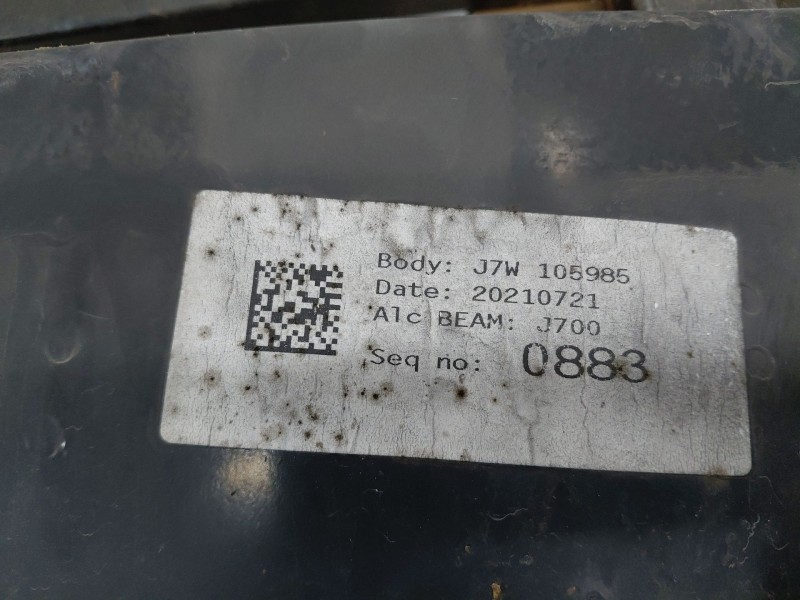 Body: J7W 105985
Date: 20210721
Alc BEAM: J700
Seq no: 0883